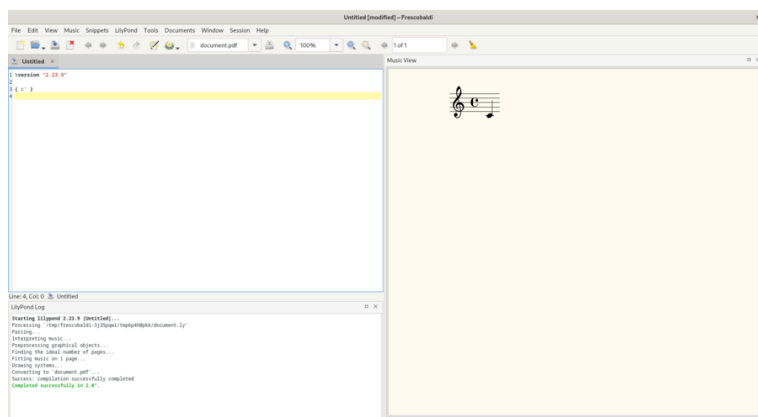 Untitled [modified] – Frescobaldi
File Edit View Music Snippets LilyPond Tools Documents Window Session Help
document.pdf 100% 1 of 1
Untitled
Music View
1 \version "2.23.9"
2
3 { c' }
4
Line: 4, Col: 0 Untitled
LilyPond Log
Starting lilypond 2.23.9 [Untitled]...
Parsing...
Interpreting music...
Preprocessing graphical objects...
Finding the ideal number of pages...
Fitting music on 1 page...
Drawing systems...
Converting to `document.pdf'...
Success: compilation successfully completed
Completed successfully in 2.0".